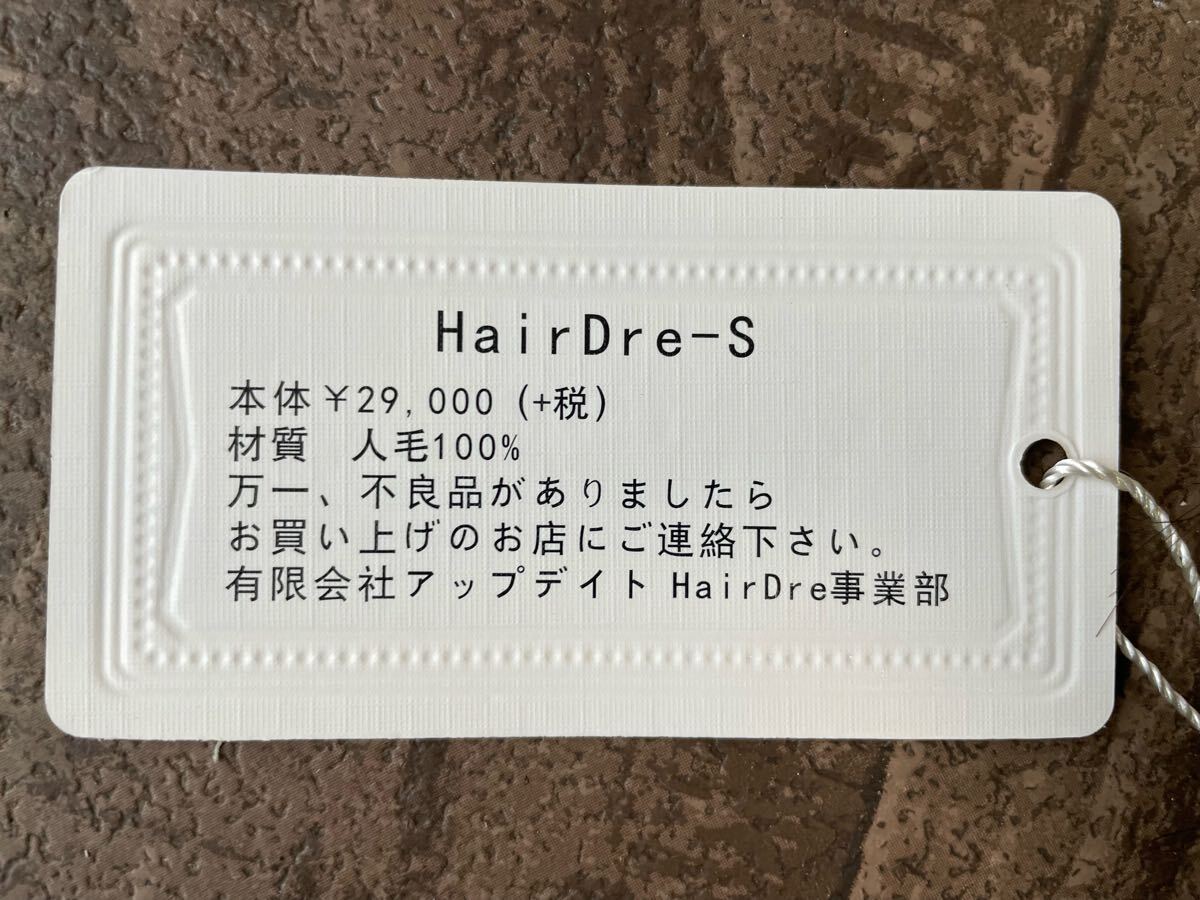 HairDre-S
本体￥29,000 (+税)
材質　人毛100%
万一、不良品がありましたら
お買い上げのお店にご連絡下さい。
有限会社アップデイト HairDre事業部